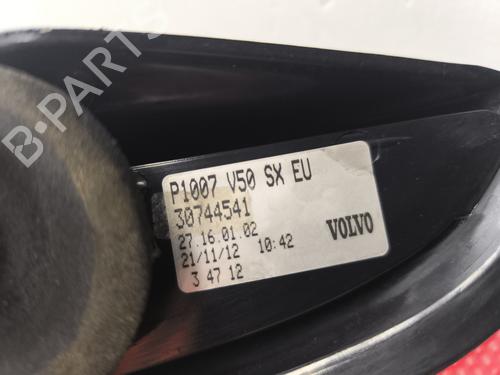 B-PARTS
P1007 V50 SX EU
30744541
27.16.01.02
21/11/12 10:42
3 47 12
VOLVO